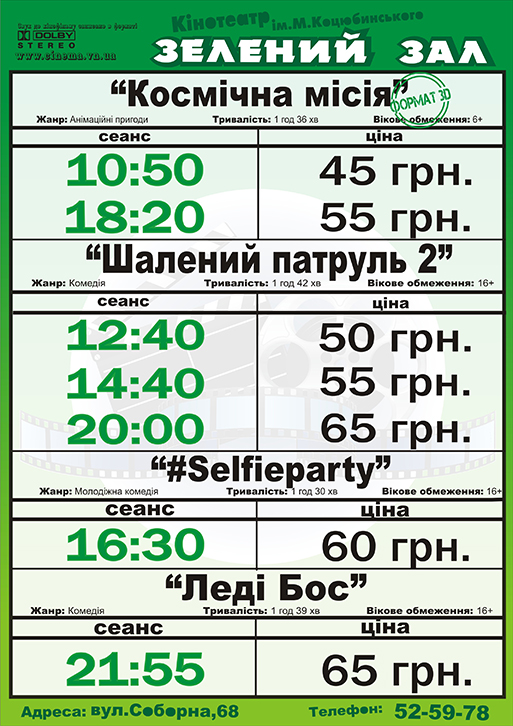 Кінотеатр ім.М.Коцюбинського
DOLBY
STEREO
www.cinema.vn.ua
ЗЕЛЕНИЙ ЗАЛ
“Космічна місія”
ФОРМАТ 3D
Жанр: Анімаційні пригоди Тривалість: 1 год 36 хв Вікове обмеження: 6+
сеанс ціна
10:50 45 грн.
18:20 55 грн.
“Шалений патруль 2”
Жанр: Комедія Тривалість: 1 год 42 хв Вікове обмеження: 16+
сеанс ціна
12:40 50 грн.
14:40 55 грн.
20:00 65 грн.
“#Selfieparty”
Жанр: Молодіжна комедія Тривалість: 1 год 30 хв Вікове обмеження: 16+
сеанс ціна
16:30 60 грн.
“Леді Бос”
Жанр: Комедія Тривалість: 1 год 39 хв Вікове обмеження: 16+
сеанс ціна
21:55 65 грн.
Адреса: вул.Соборна,68 Телефон: 52-59-78